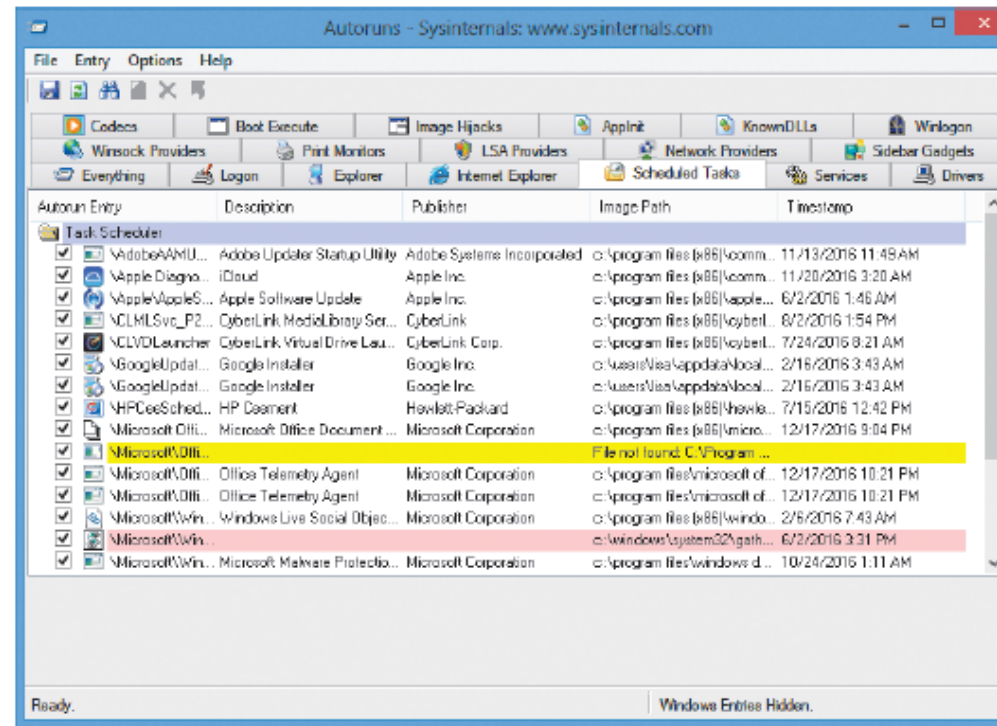 Autoruns - Sysinternals: www.sysinternals.com
File Entry Options Help
Codecs Boot Execute Image Hijacks AppInit KnownDLLs Winlogon
Winsock Providers Print Monitors LSA Providers Network Providers Sidebar Gadgets
Everything Logon Explorer Internet Explorer Scheduled Tasks Services Drivers
Autorun Entry Description Publisher Image Path Timestamp
Task Scheduler
\AdobeAAMU... Adobe Updater Startup Utility Adobe Systems Incorporated c:\program files (x86)\comm... 11/13/2016 11:49 AM
\Apple Diagno... iCloud Apple Inc. c:\program files (x86)\comm... 11/20/2016 3:20 AM
\Apple\AppleS... Apple Software Update Apple Inc. c:\program files (x86)\apple... 6/2/2016 1:46 AM
\CLMLSvc_P2... CyberLink MediaLibrary Ser... CyberLink c:\program files (x86)\cyberl... 8/2/2016 1:54 PM
\CLVDLauncher CyberLink Virtual Drive Lau... CyberLink Corp. c:\program files (x86)\cyberl... 7/24/2016 8:21 AM
\GoogleUpdat... Google Installer Google Inc. c:\users\lisa\appdata\local... 2/16/2016 3:43 AM
\GoogleUpdat... Google Installer Google Inc. c:\users\lisa\appdata\local... 2/16/2016 3:43 AM
\HPCeeSched... HP Ceement Hewlett-Packard c:\program files (x86)\hewle... 7/15/2016 12:42 PM
\Microsoft Offi... Microsoft Office Document ... Microsoft Corporation c:\program files (x86)\micro... 12/17/2016 9:04 PM
\Microsoft\Offi... File not found: C:\Program ...
\Microsoft\Offi... Office Telemetry Agent Microsoft Corporation c:\program files\microsoft of... 12/17/2016 10:21 PM
\Microsoft\Offi... Office Telemetry Agent Microsoft Corporation c:\program files\microsoft of... 12/17/2016 10:21 PM
\Microsoft\Win... Windows Live Social Objec... Microsoft Corporation c:\program files (x86)\windo... 2/6/2016 7:43 AM
\Microsoft\Win... c:\windows\system32\gath... 6/2/2016 3:31 PM
\Microsoft\Win... Microsoft Malware Protectio... Microsoft Corporation c:\program files\windows d... 10/24/2016 1:11 AM
Ready. Windows Entries Hidden.